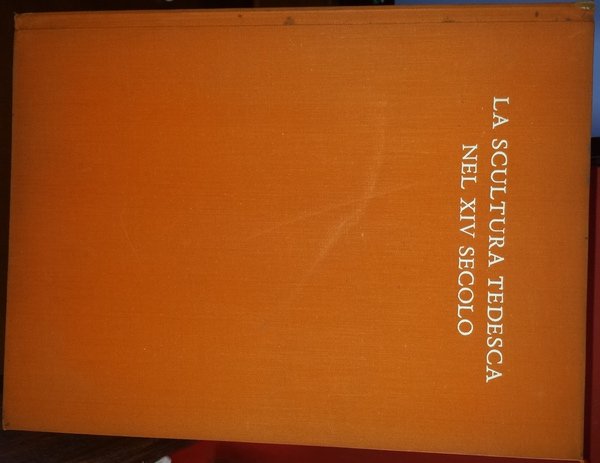 LA SCULTURA TEDESCA
NEL XIV SECOLO